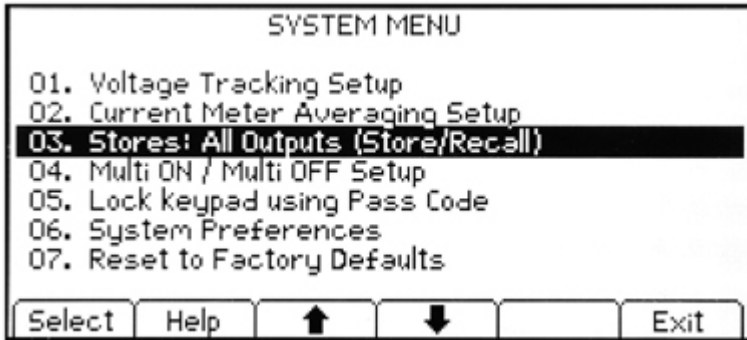 SYSTEM MENU
01. Voltage Tracking Setup
02. Current Meter Averaging Setup
03. Stores: All Outputs (Store/Recall)
04. Multi ON / Multi OFF Setup
05. Lock keypad using Pass Code
06. System Preferences
07. Reset to Factory Defaults
Select Help ⬆ ⬇ Exit